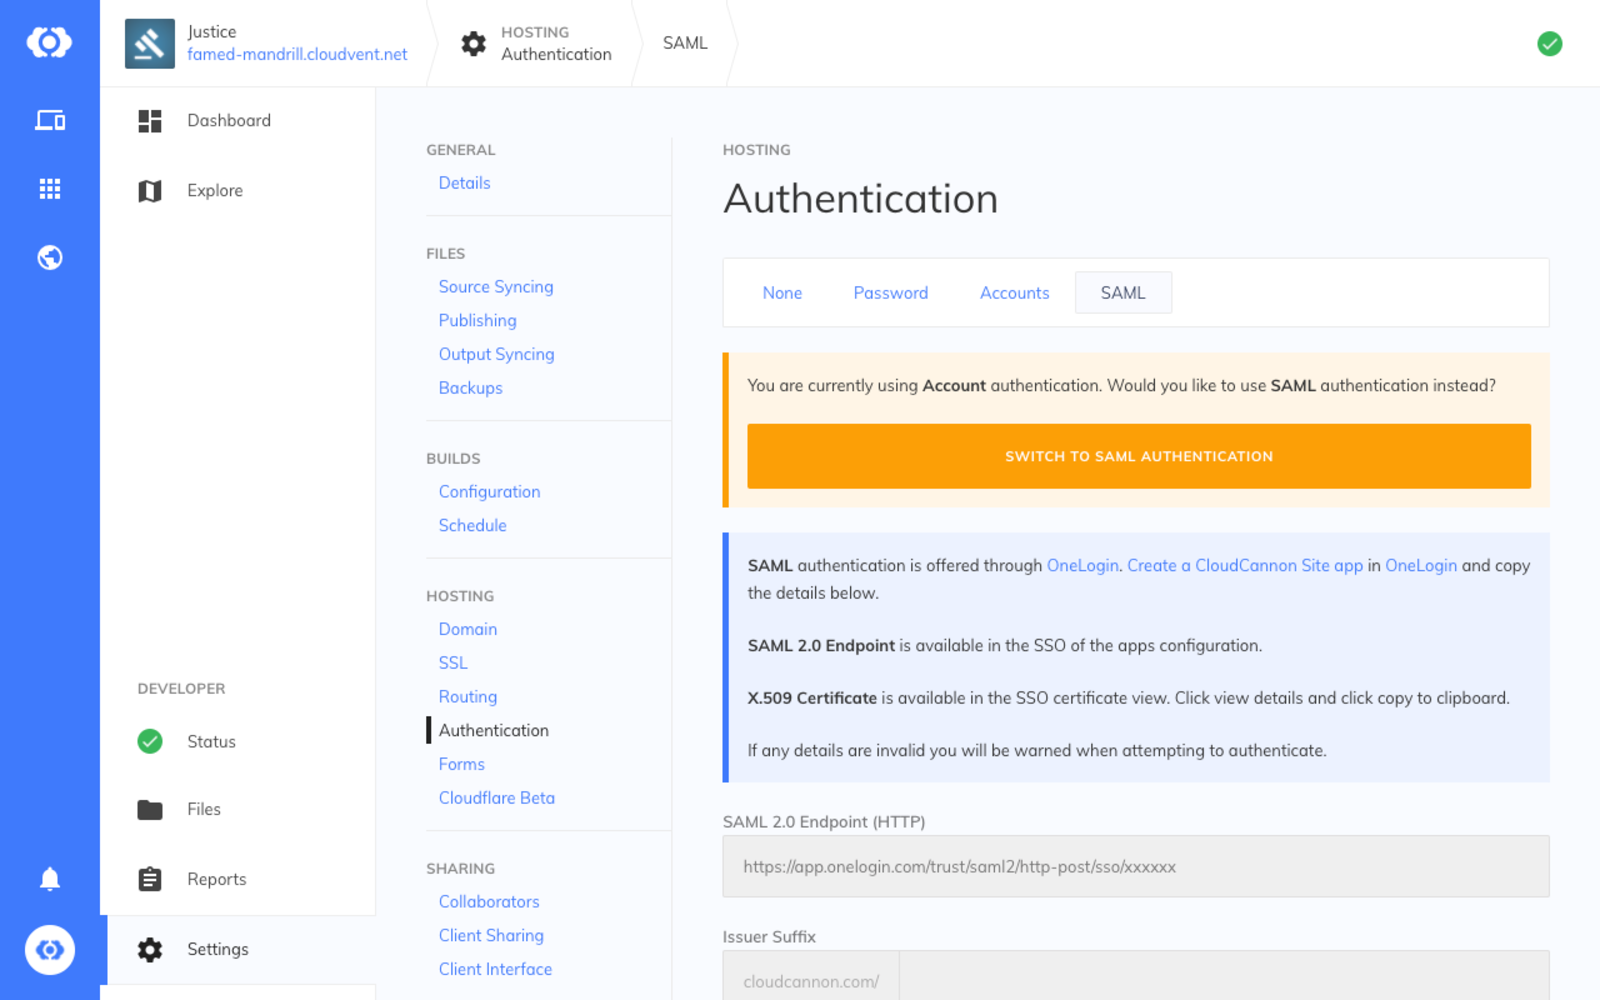 Justice
famed-mandrill.cloudvent.net
HOSTING
Authentication
SAML
Dashboard
Explore
DEVELOPER
Status
Files
Reports
Settings
GENERAL
Details
FILES
Source Syncing
Publishing
Output Syncing
Backups
BUILDS
Configuration
Schedule
HOSTING
Domain
SSL
Routing
Authentication
Forms
Cloudflare Beta
SHARING
Collaborators
Client Sharing
Client Interface
HOSTING
Authentication
None Password Accounts SAML
You are currently using Account authentication. Would you like to use SAML authentication instead?
SWITCH TO SAML AUTHENTICATION
SAML authentication is offered through OneLogin. Create a CloudCannon Site app in OneLogin and copy
the details below.
SAML 2.0 Endpoint is available in the SSO of the apps configuration.
X.509 Certificate is available in the SSO certificate view. Click view details and click copy to clipboard.
If any details are invalid you will be warned when attempting to authenticate.
SAML 2.0 Endpoint (HTTP)
https://app.onelogin.com/trust/saml2/http-post/sso/xxxxxx
Issuer Suffix
cloudcannon.com/